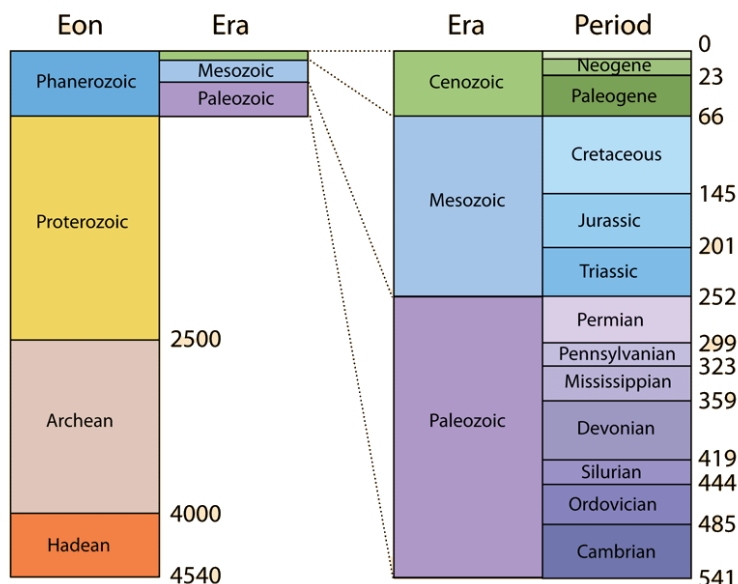 Eon
Era
Era
Period
Phanerozoic
Mesozoic
Paleozoic
Proterozoic
2500
Archean
4000
Hadean
4540
Cenozoic
Mesozoic
Paleozoic
0
Neogene
23
Paleogene
66
Cretaceous
145
Jurassic
201
Triassic
252
Permian
299
Pennsylvanian
323
Mississippian
359
Devonian
419
Silurian
444
Ordovician
485
Cambrian
541